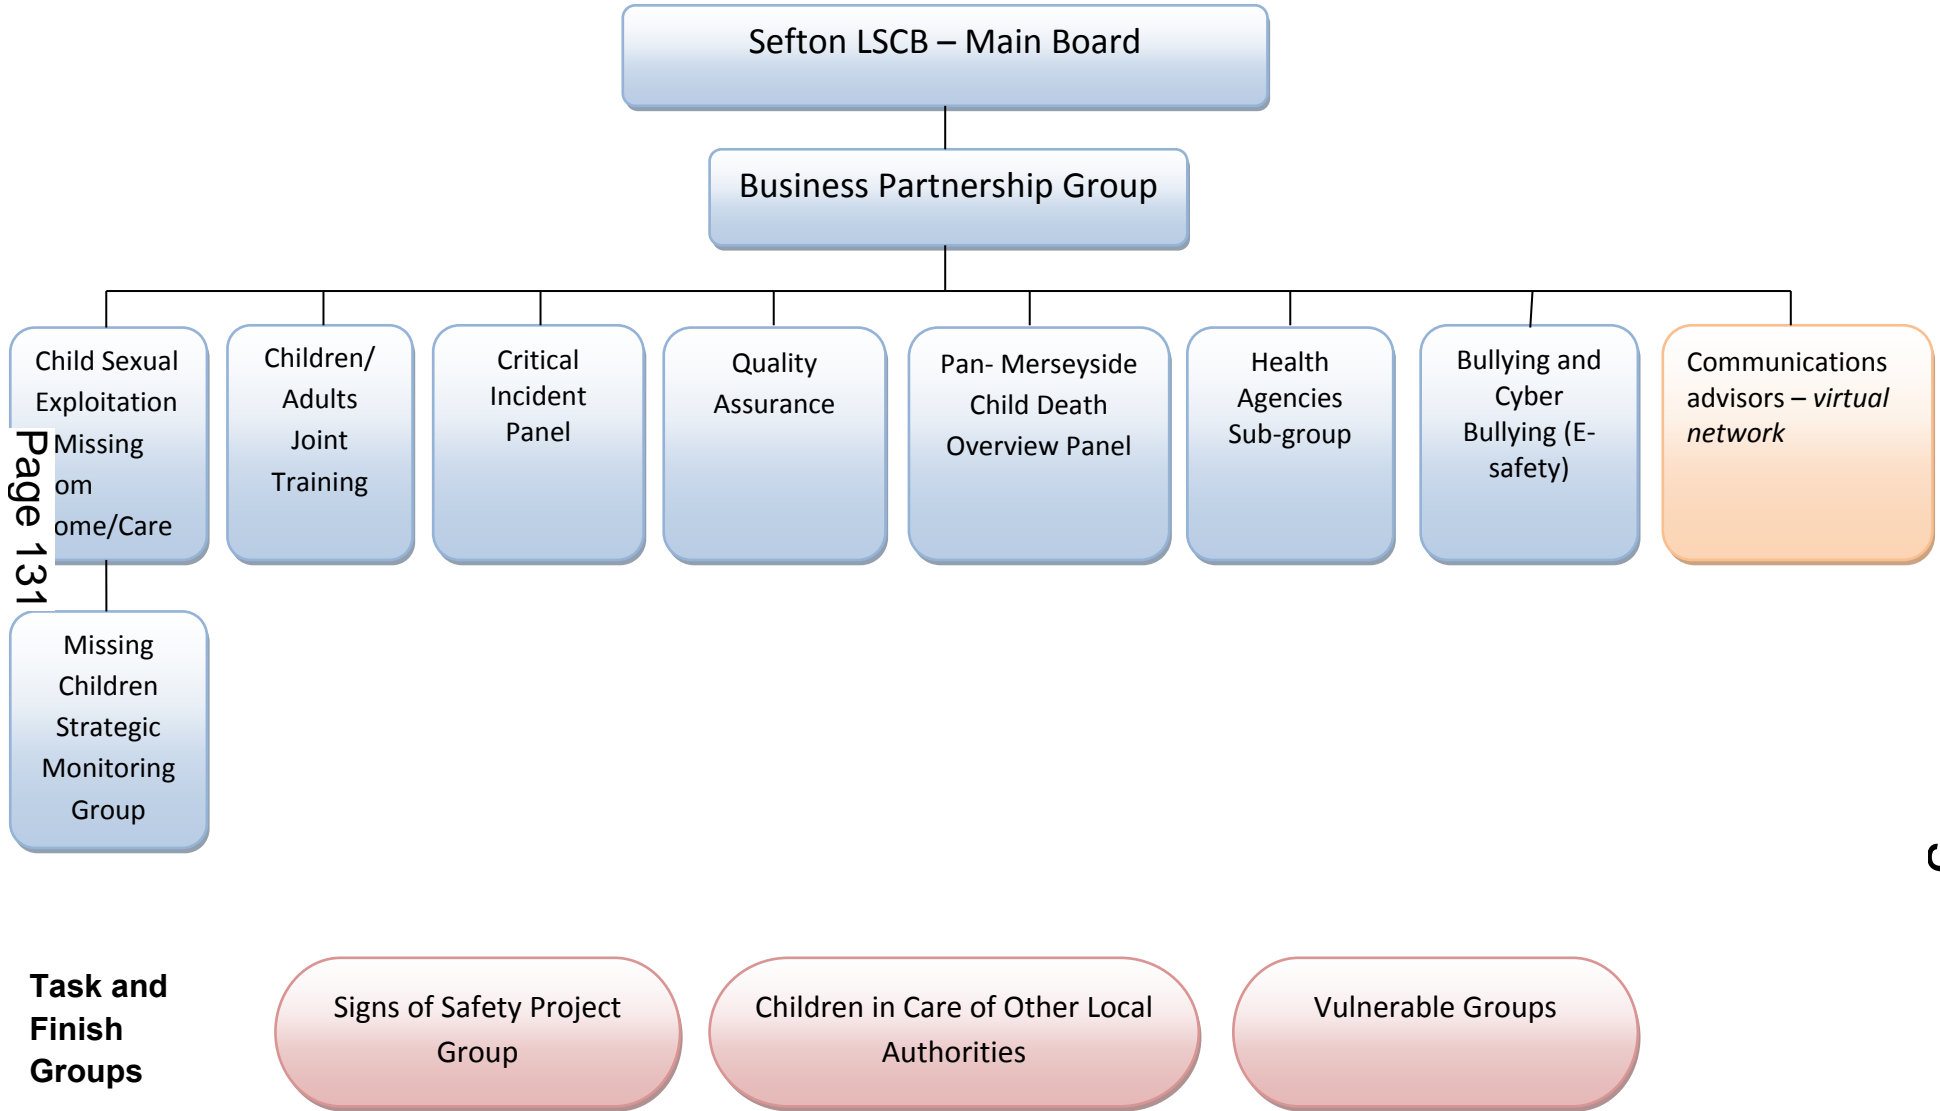 Sefton LSCB – Main Board
Business Partnership Group
Child Sexual
Exploitation
Missing
om
ome/Care
Children/
Adults
Joint
Training
Critical
Incident
Panel
Quality
Assurance
Pan- Merseyside
Child Death
Overview Panel
Health
Agencies
Sub-group
Bullying and
Cyber
Bullying (E-
safety)
Communications
advisors – virtual
network
Page 131
Missing
Children
Strategic
Monitoring
Group
Task and
Finish
Groups
Signs of Safety Project
Group
Children in Care of Other Local
Authorities
Vulnerable Groups